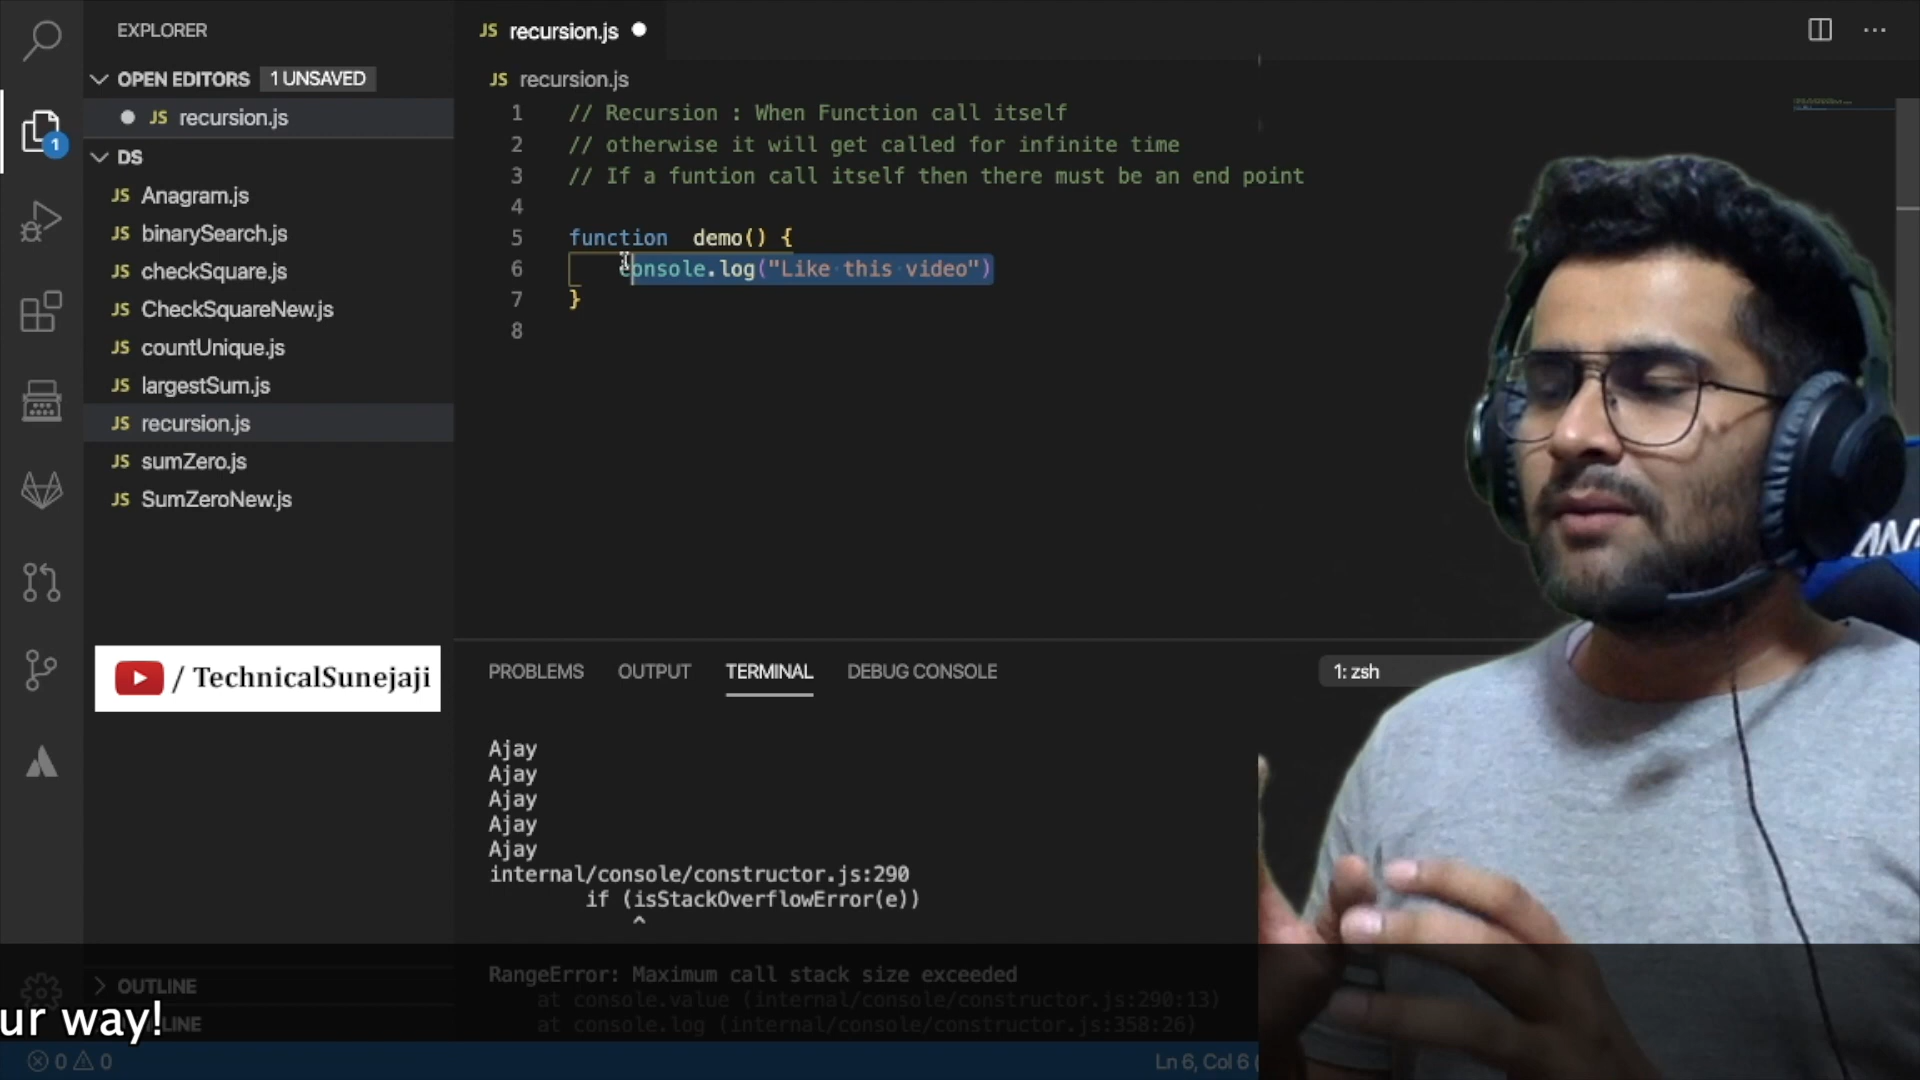 EXPLORER
OPEN EDITORS 1 UNSAVED
JS recursion.js
DS
JS Anagram.js
JS binarySearch.js
JS checkSquare.js
JS CheckSquareNew.js
JS countUnique.js
JS largestSum.js
JS recursion.js
JS sumZero.js
JS SumZeroNew.js
/ TechnicalSunejaji
OUTLINE
ur way!
0 0
1
JS recursion.js
JS recursion.js
1 // Recursion : When Function call itself
2 // otherwise it will get called for infinite time
3 // If a funtion call itself then there must be an end point
4
5 function demo() {
6 console.log("Like this video")
7 }
8
PROBLEMS OUTPUT TERMINAL DEBUG CONSOLE 1: zsh
Ajay
Ajay
Ajay
Ajay
Ajay
internal/console/constructor.js:290
if (isStackOverflowError(e))
^
RangeError: Maximum call stack size exceeded
at console.value (internal/console/constructor.js:290:13)
at console.log (internal/console/constructor.js:358:26)
Ln 6, Col 6 (